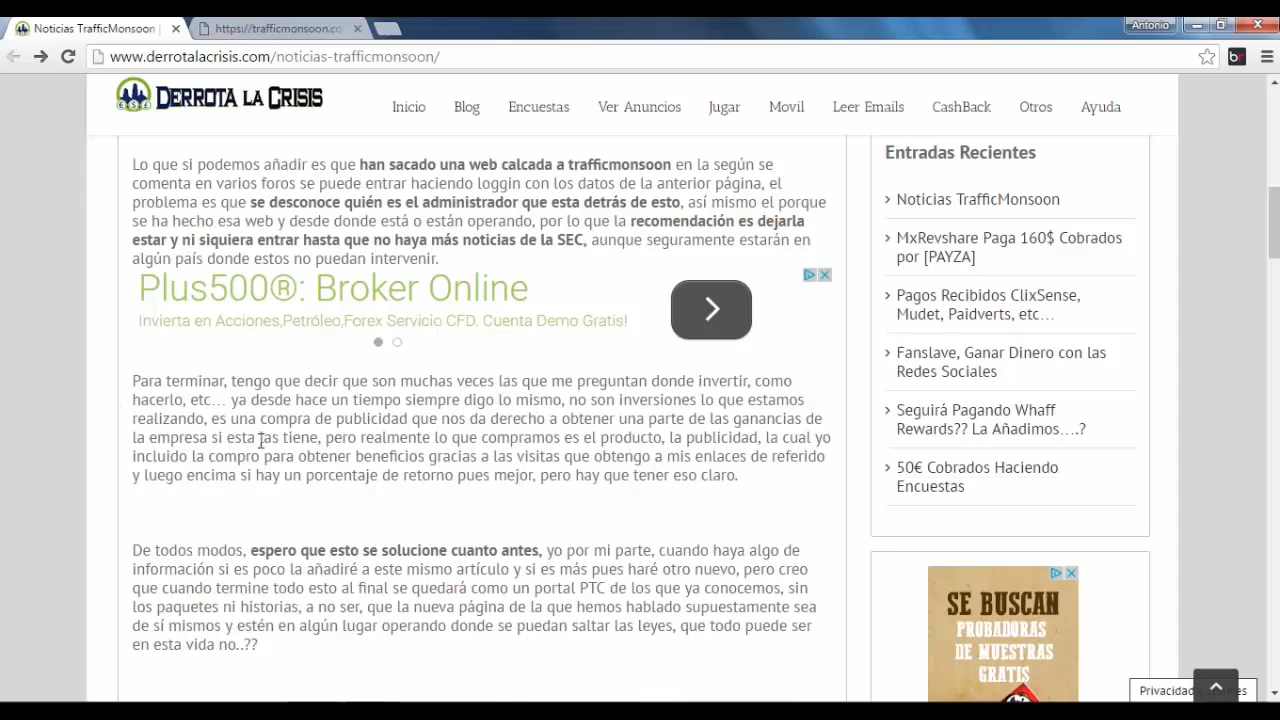 Noticias TrafficMonsoon
https://trafficmonsoon.co
Antonio
www.derrotalacrisis.com/noticias-trafficmonsoon/
DERROTA LA CRISIS
Inicio
Blog
Encuestas
Ver Anuncios
Jugar
Movil
Leer Emails
CashBack
Otros
Ayuda
Lo que si podemos añadir es que han sacado una web calcada a trafficmonsoon en la según se
comenta en varios foros se puede entrar haciendo loggin con los datos de la anterior página, el
problema es que se desconoce quién es el administrador que esta detrás de esto, así mismo el porque
se ha hecho esa web y desde donde está o están operando, por lo que la recomendación es dejarla
estar y ni siquiera entrar hasta que no haya más noticias de la SEC, aunque seguramente estarán en
algún país donde estos no puedan intervenir.
Plus500®: Broker Online
Invierta en Acciones,Petróleo,Forex Servicio CFD. Cuenta Demo Gratis!
Para terminar, tengo que decir que son muchas veces las que me preguntan donde invertir, como
hacerlo, etc… ya desde hace un tiempo siempre digo lo mismo, no son inversiones lo que estamos
realizando, es una compra de publicidad que nos da derecho a obtener una parte de las ganancias de
la empresa si esta las tiene, pero realmente lo que compramos es el producto, la publicidad, la cual yo
incluido la compro para obtener beneficios gracias a las visitas que obtengo a mis enlaces de referido
y luego encima si hay un porcentaje de retorno pues mejor, pero hay que tener eso claro.
De todos modos, espero que esto se solucione cuanto antes, yo por mi parte, cuando haya algo de
información si es poco la añadiré a este mismo artículo y si es más pues haré otro nuevo, pero creo
que cuando termine todo esto al final se quedará como un portal PTC de los que ya conocemos, sin
los paquetes ni historias, a no ser, que la nueva página de la que hemos hablado supuestamente sea
de sí mismos y estén en algún lugar operando donde se puedan saltar las leyes, que todo puede ser
en esta vida no..??
Entradas Recientes
Noticias TrafficMonsoon
MxRevshare Paga 160$ Cobrados
por [PAYZA]
Pagos Recibidos ClixSense,
Mudet, Paidverts, etc…
Fanslave, Ganar Dinero con las
Redes Sociales
Seguirá Pagando Whaff
Rewards?? La Añadimos….?
50€ Cobrados Haciendo
Encuestas
SE BUSCAN
PROBADORAS
DE MUESTRAS
GRATIS
Privacidad